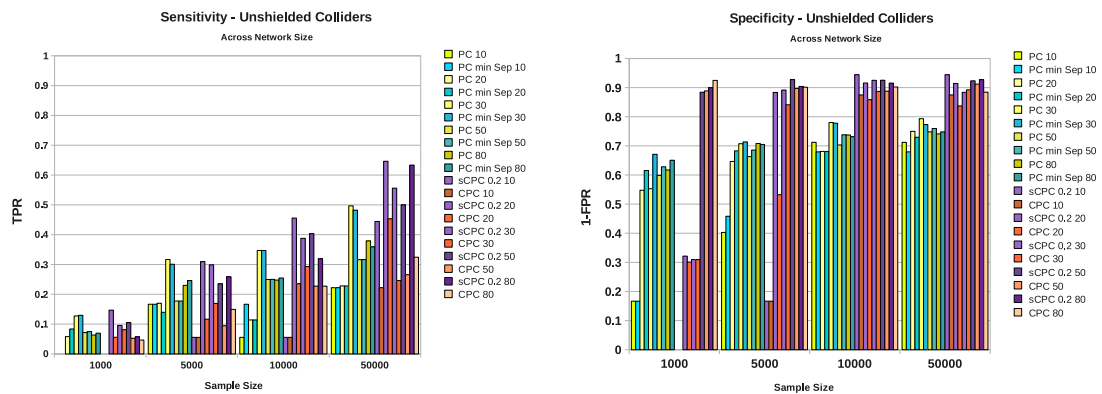 Sensitivity - Unshielded Colliders
Across Network Size
TPR
1
0.9
0.8
0.7
0.6
0.5
0.4
0.3
0.2
0.1
0
1000
5000
10000
50000
Sample Size
PC 10
PC min Sep 10
PC 20
PC min Sep 20
PC 30
PC min Sep 30
PC 50
PC min Sep 50
PC 80
PC min Sep 80
sCPC 0.2 10
CPC 10
sCPC 0.2 20
CPC 20
sCPC 0.2 30
CPC 30
sCPC 0.2 50
CPC 50
sCPC 0.2 80
CPC 80
Specificity - Unshielded Colliders
Across Network Size
1-FPR
1
0.9
0.8
0.7
0.6
0.5
0.4
0.3
0.2
0.1
0
1000
5000
10000
50000
Sample Size
PC 10
PC min Sep 10
PC 20
PC min Sep 20
PC 30
PC min Sep 30
PC 50
PC min Sep 50
PC 80
PC min Sep 80
sCPC 0.2 10
CPC 10
sCPC 0.2 20
CPC 20
sCPC 0.2 30
CPC 30
sCPC 0.2 50
CPC 50
sCPC 0.2 80
CPC 80